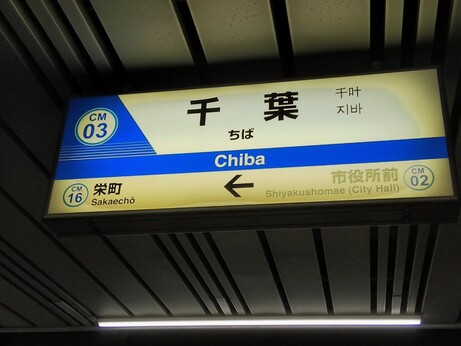 CM
03
千葉
千叶
지바
ちば
Chiba
CM
16
栄町
Sakaechō
市役所前
Shiyakushomae (City Hall)
CM
02